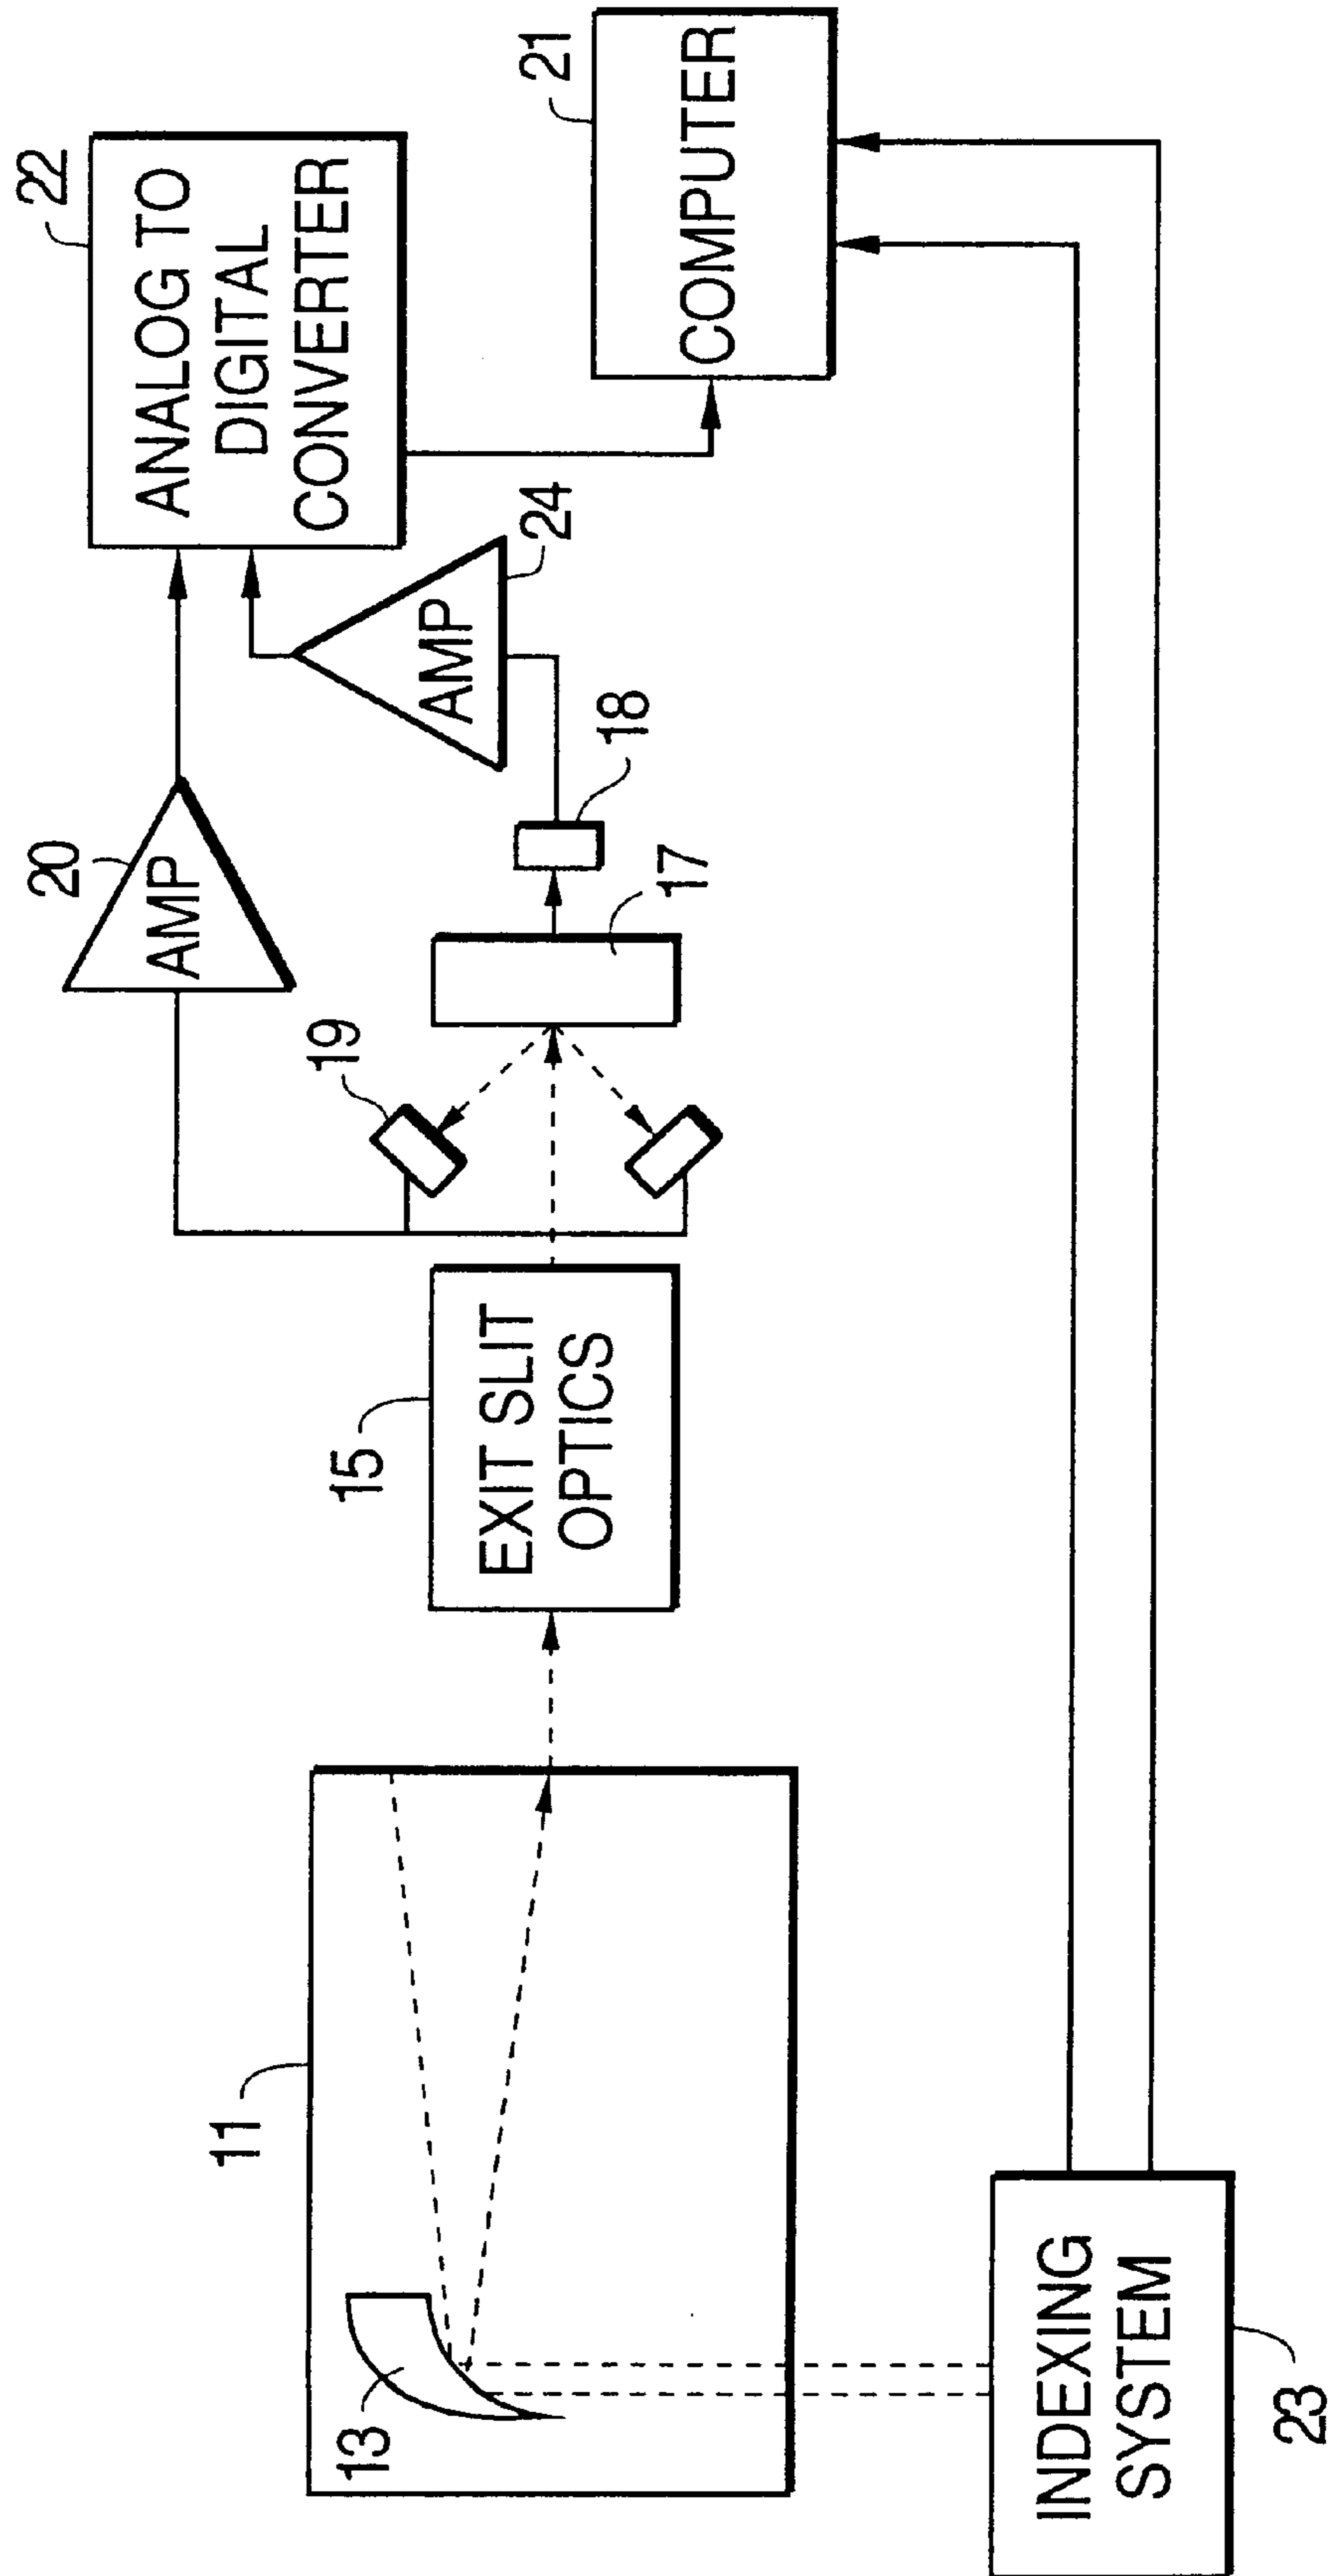 22
ANALOG TO
DIGITAL
CONVERTER
21
COMPUTER
20
AMP
AMP
24
18
17
19
15
EXIT SLIT
OPTICS
11
13
INDEXING
SYSTEM
23